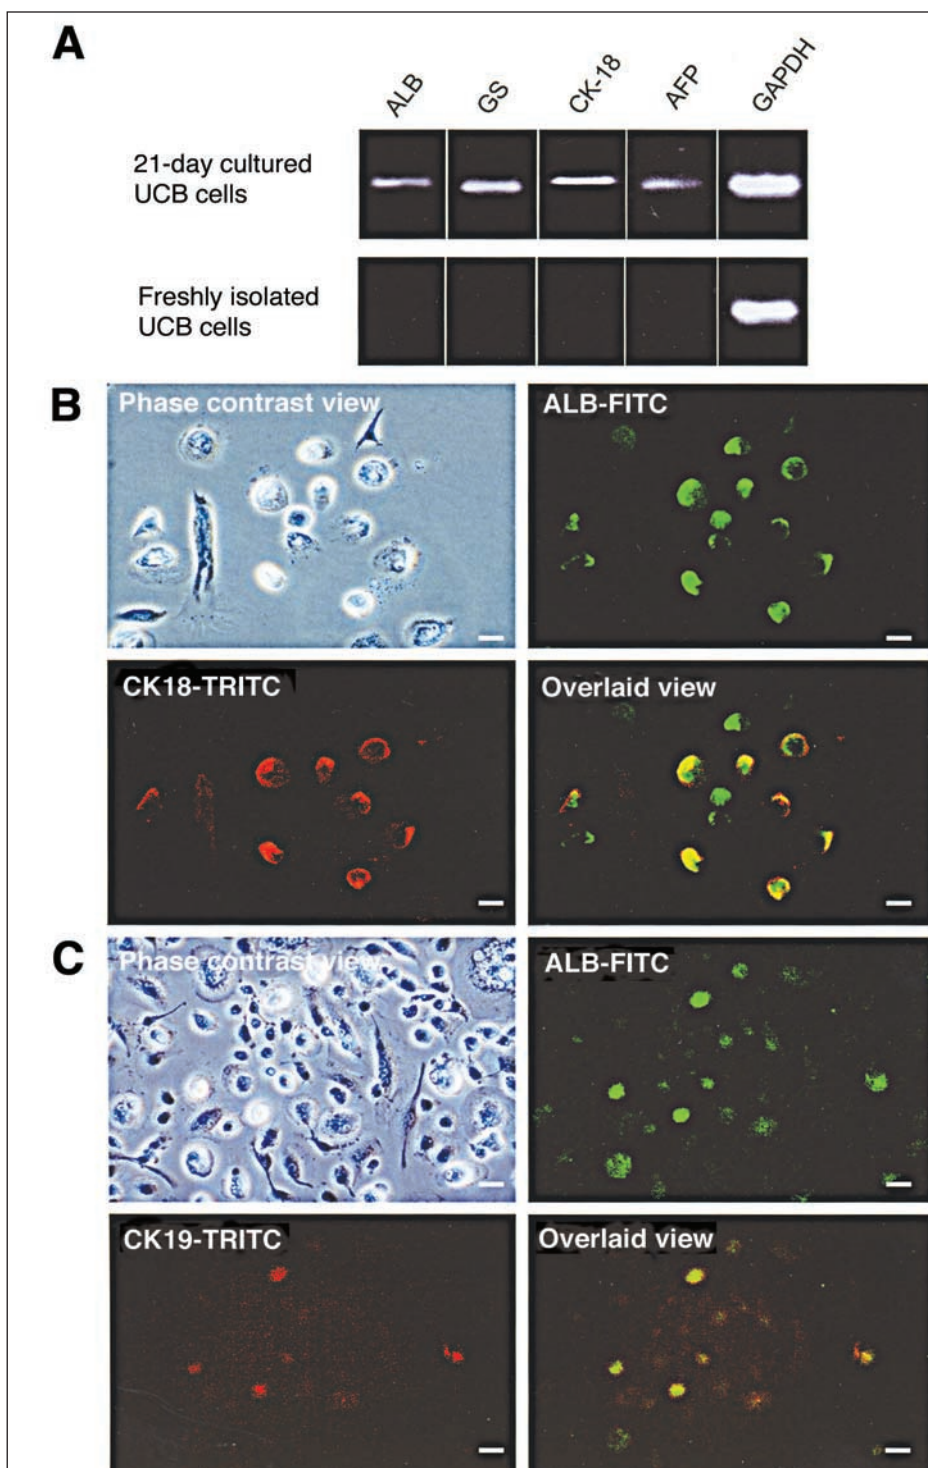 A
ALB GS CK-18 AFP GAPDH
21-day cultured
UCB cells
Freshly isolated
UCB cells
B
Phase contrast view
ALB-FITC
CK18-TRITC
Overlaid view
C
Phase contrast view
ALB-FITC
CK19-TRITC
Overlaid view